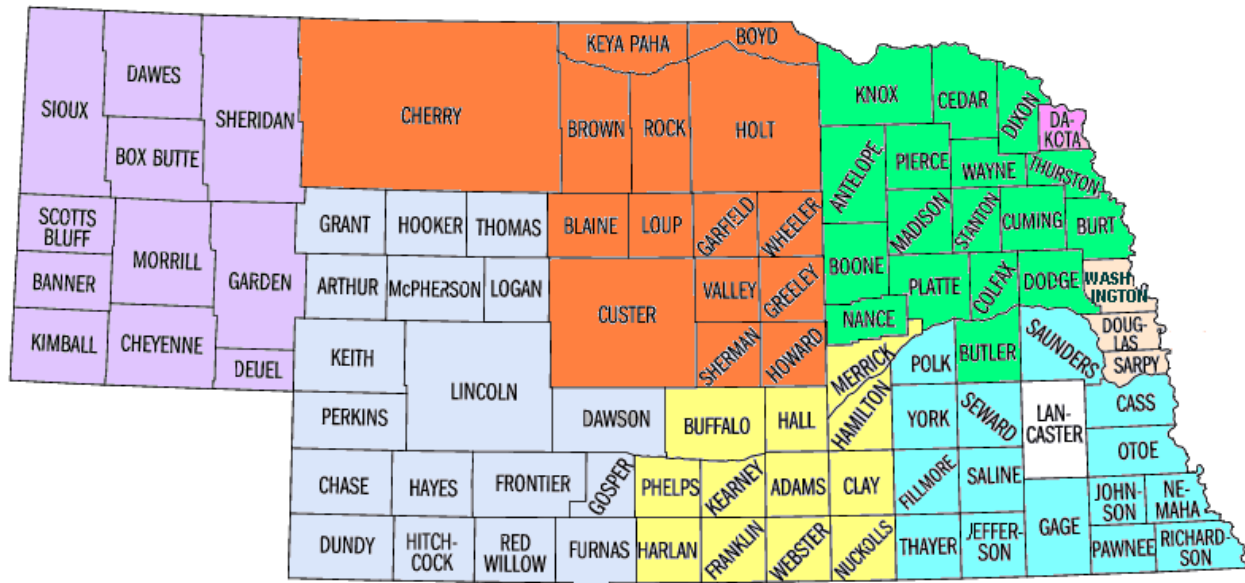 KEYA PAHA
BOYD
SIOUX
DAWES
SHERIDAN
CHERRY
BROWN
ROCK
HOLT
KNOX
CEDAR
DIXON
DA-
KOTA
BOX BUTTE
ANTELOPE
PIERCE
WAYNE
THURSTON
SCOTTS
BLUFF
MORRILL
GARDEN
GRANT
HOOKER
THOMAS
BLAINE
LOUP
GARFIELD
WHEELER
MADISON
STANTON
CUMING
BURT
BANNER
ARTHUR
McPHERSON
LOGAN
CUSTER
VALLEY
GREELEY
BOONE
PLATTE
COLFAX
DODGE
WASH
INGTON
KIMBALL
CHEYENNE
DEUEL
KEITH
LINCOLN
SHERMAN
HOWARD
NANCE
MERRICK
POLK
BUTLER
SAUNDERS
DOUG-
LAS
SARPY
PERKINS
DAWSON
BUFFALO
HALL
HAMILTON
YORK
SEWARD
LAN-
CASTER
CASS
OTOE
CHASE
HAYES
FRONTIER
GOSPER
PHELPS
KEARNEY
ADAMS
CLAY
FILLMORE
SALINE
GAGE
JOHN-
SON
NE-
MAHA
DUNDY
HITCH-
COCK
RED
WILLOW
FURNAS
HARLAN
FRANKLIN
WEBSTER
NUCKOLLS
THAYER
JEFFER-
SON
PAWNEE
RICHARD-
SON